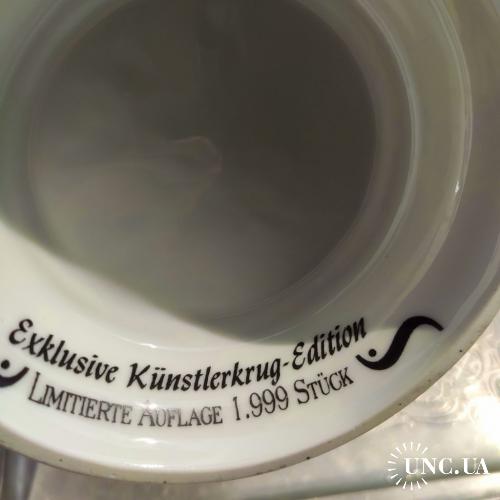 Exklusive Künstlerkrug-Edition
LIMITIERTE AUFLAGE 1.999 STÜCK
UNC.UA